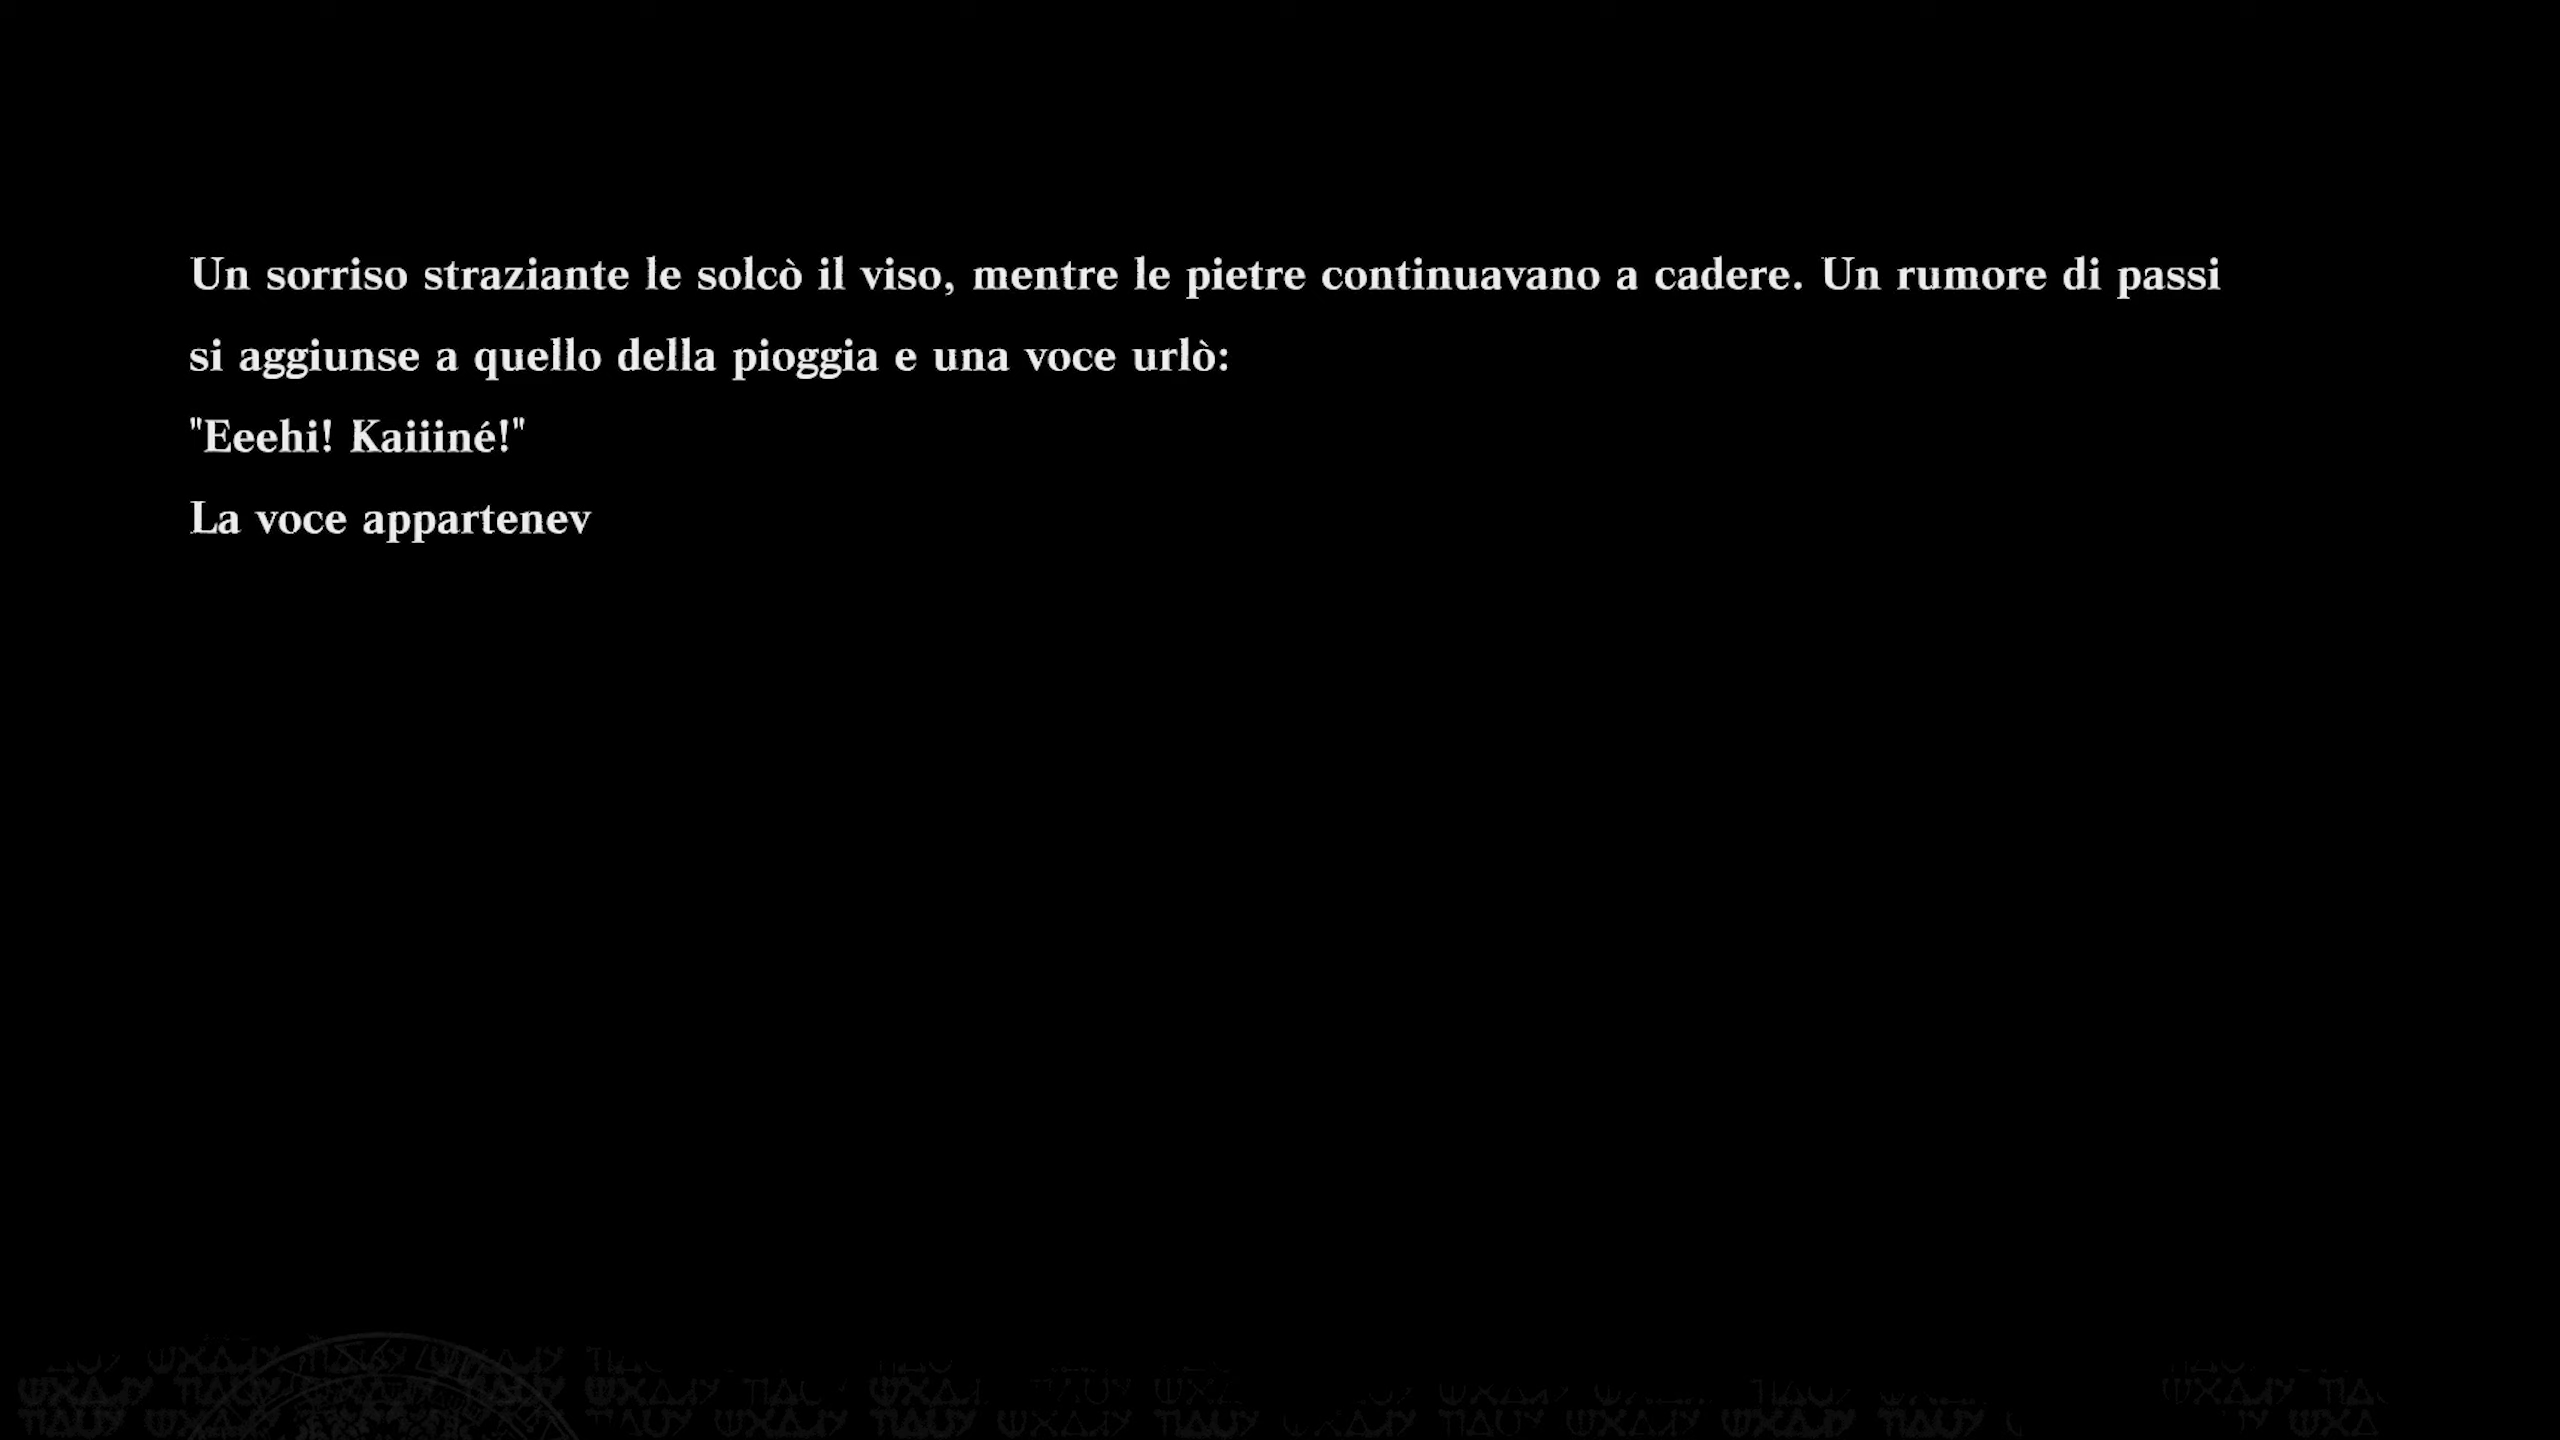 Un sorriso straziante le solcò il viso, mentre le pietre continuavano a cadere. Un rumore di passi
si aggiunse a quello della pioggia e una voce urlò:
"Eeehi! Kaiiiné!"
La voce appartenev